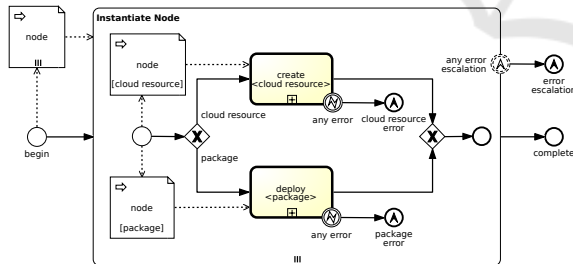 Instantiate Node
node
node
[cloud resource]
create
<cloud resource>
any error
escalation
error
escalation
any error
cloud resource
error
cloud resource
begin
package
complete
node
[package]
deploy
<package>
any error
package
error